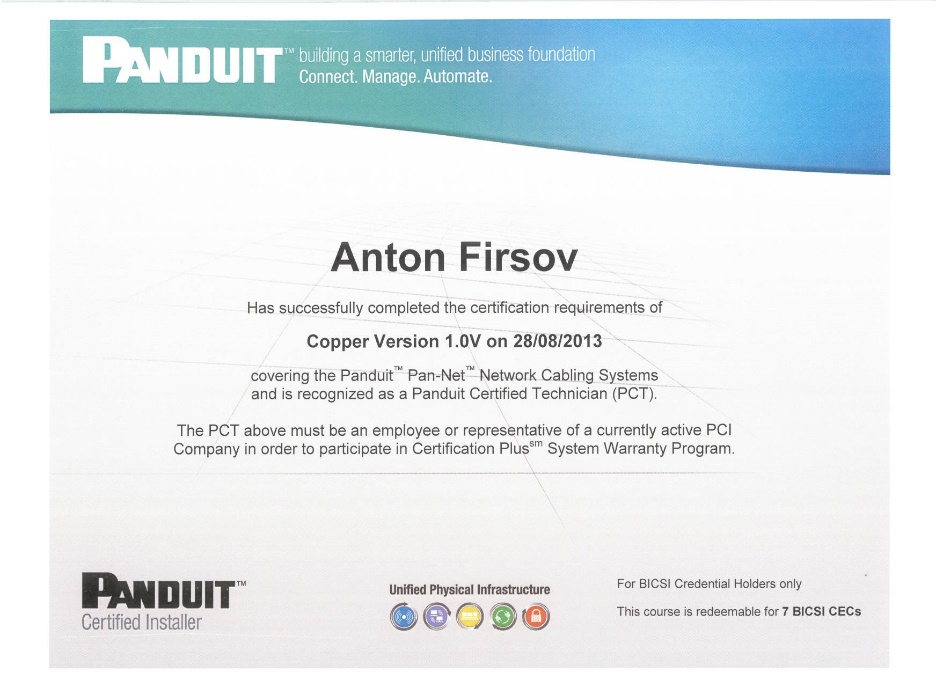 PANDUIT™ building a smarter, unified business foundation
Connect. Manage. Automate.
Anton Firsov
Has successfully completed the certification requirements of
Copper Version 1.0V on 28/08/2013
covering the Panduit™ Pan-Net™ Network Cabling Systems
and is recognized as a Panduit Certified Technician (PCT).
The PCT above must be an employee or representative of a currently active PCI
Company in order to participate in Certification Plus℠ System Warranty Program.
PANDUIT™
Certified Installer
Unified Physical Infrastructure
For BICSI Credential Holders only
This course is redeemable for 7 BICSI CECs